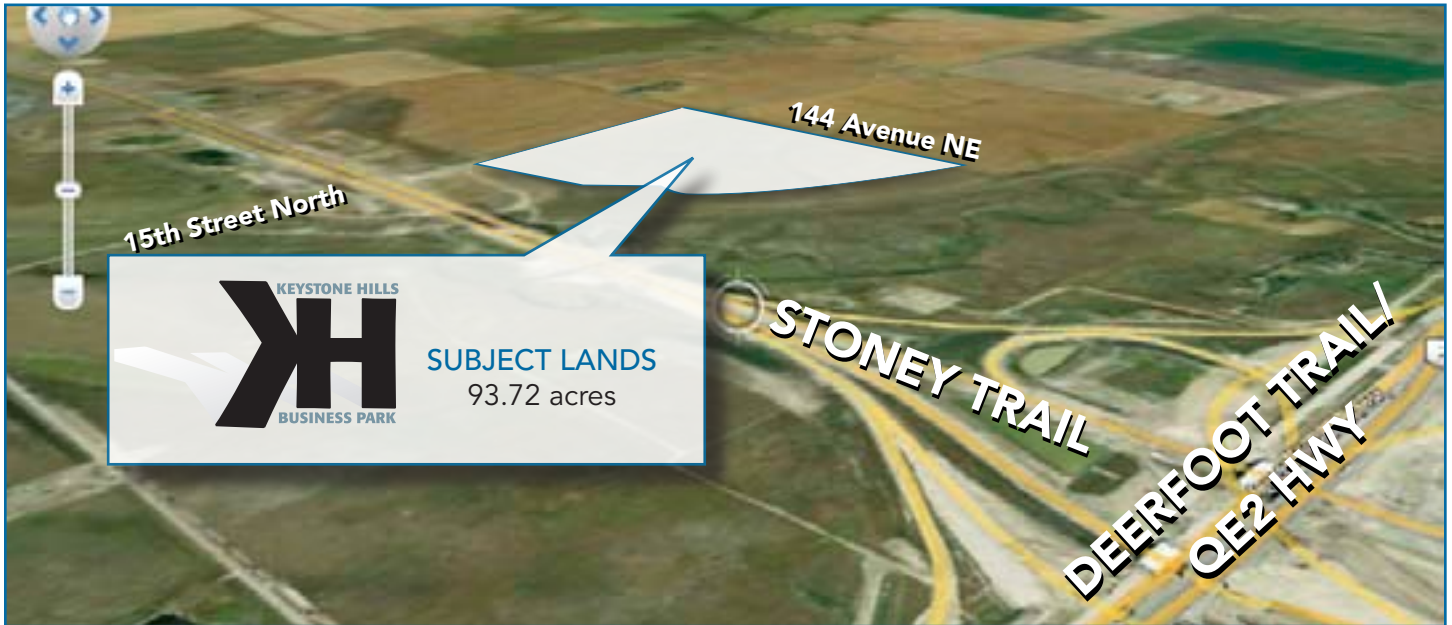 144 Avenue NE
15th Street North
KEYSTONE HILLS
KH
BUSINESS PARK
SUBJECT LANDS
93.72 acres
STONEY TRAIL
DEERFOOT TRAIL/
QE2 HWY